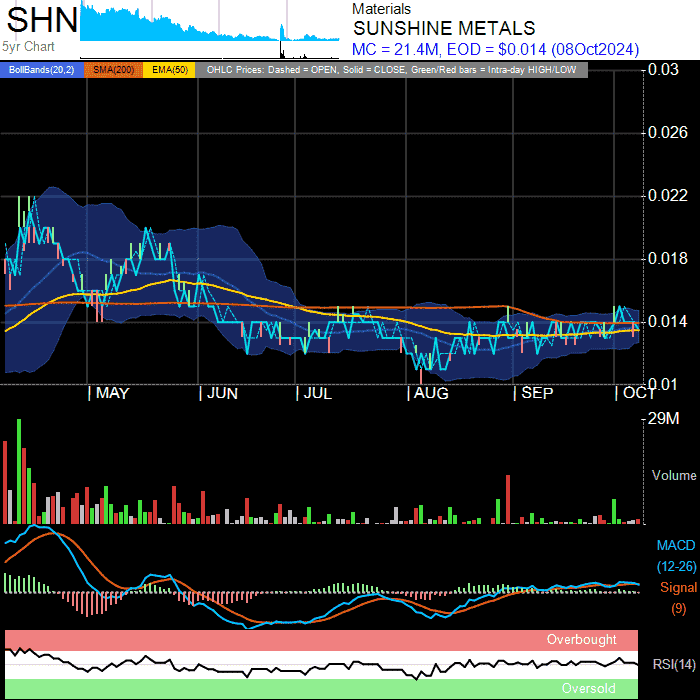 SHN
5yr Chart
Materials
SUNSHINE METALS
MC = 21.4M, EOD = $0.014 (08Oct2024)
BollBands(20,2) SMA(200) EMA(50) OHLC Prices: Dashed = OPEN, Solid = CLOSE, Green/Red bars = Intra-day HIGH/LOW
0.03
0.026
0.022
0.018
0.014
0.01
| MAY | JUN | JUL | AUG | SEP | OCT
29M
Volume
MACD
(12-26)
Signal
(9)
Overbought
RSI(14)
Oversold